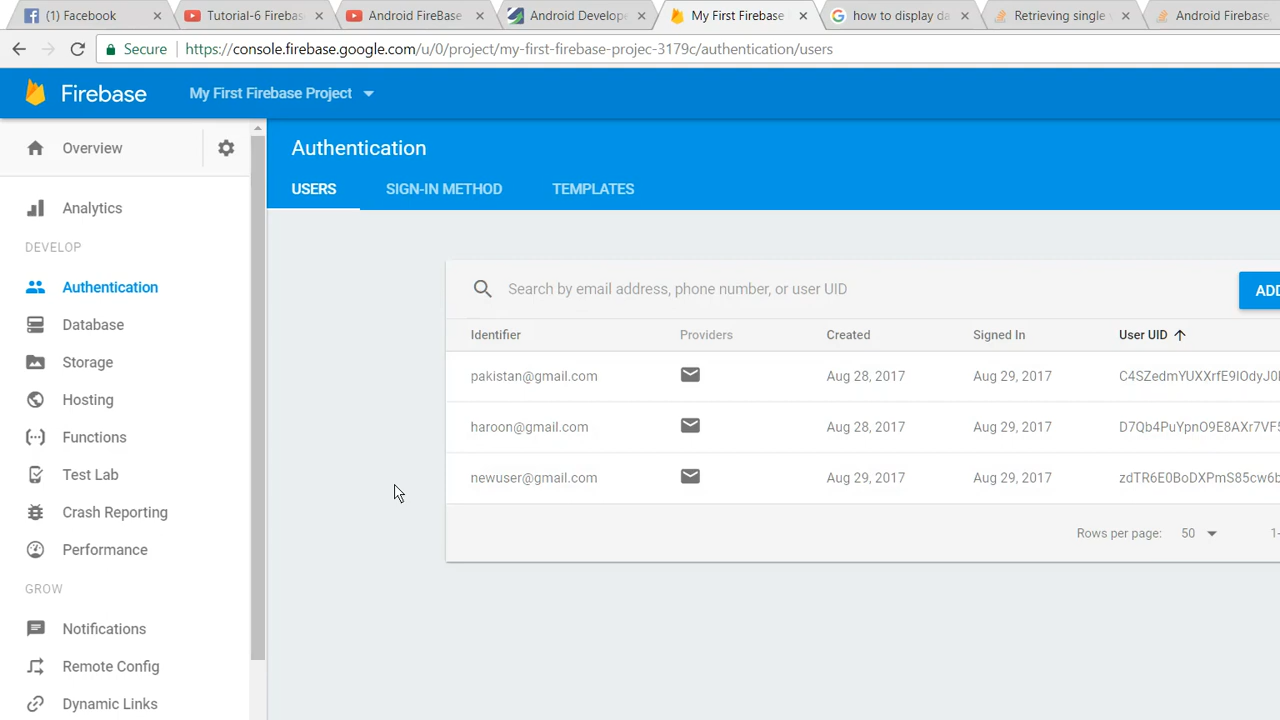 (1) Facebook
Tutorial-6 Firebas
Android FireBase
Android Develop
My First Firebase
how to display da
Retrieving single
Android Firebase
Secure https://console.firebase.google.com/u/0/project/my-first-firebase-projec-3179c/authentication/users
Firebase My First Firebase Project
Overview
Authentication
USERS SIGN-IN METHOD TEMPLATES
Analytics
DEVELOP
Authentication
Database
Storage
Hosting
Functions
Test Lab
Crash Reporting
Performance
GROW
Notifications
Remote Config
Dynamic Links
Search by email address, phone number, or user UID
ADD
Identifier Providers Created Signed In User UID
pakistan@gmail.com Aug 28, 2017 Aug 29, 2017
haroon@gmail.com Aug 28, 2017 Aug 29, 2017
newuser@gmail.com Aug 29, 2017 Aug 29, 2017
Rows per page: 50 1-